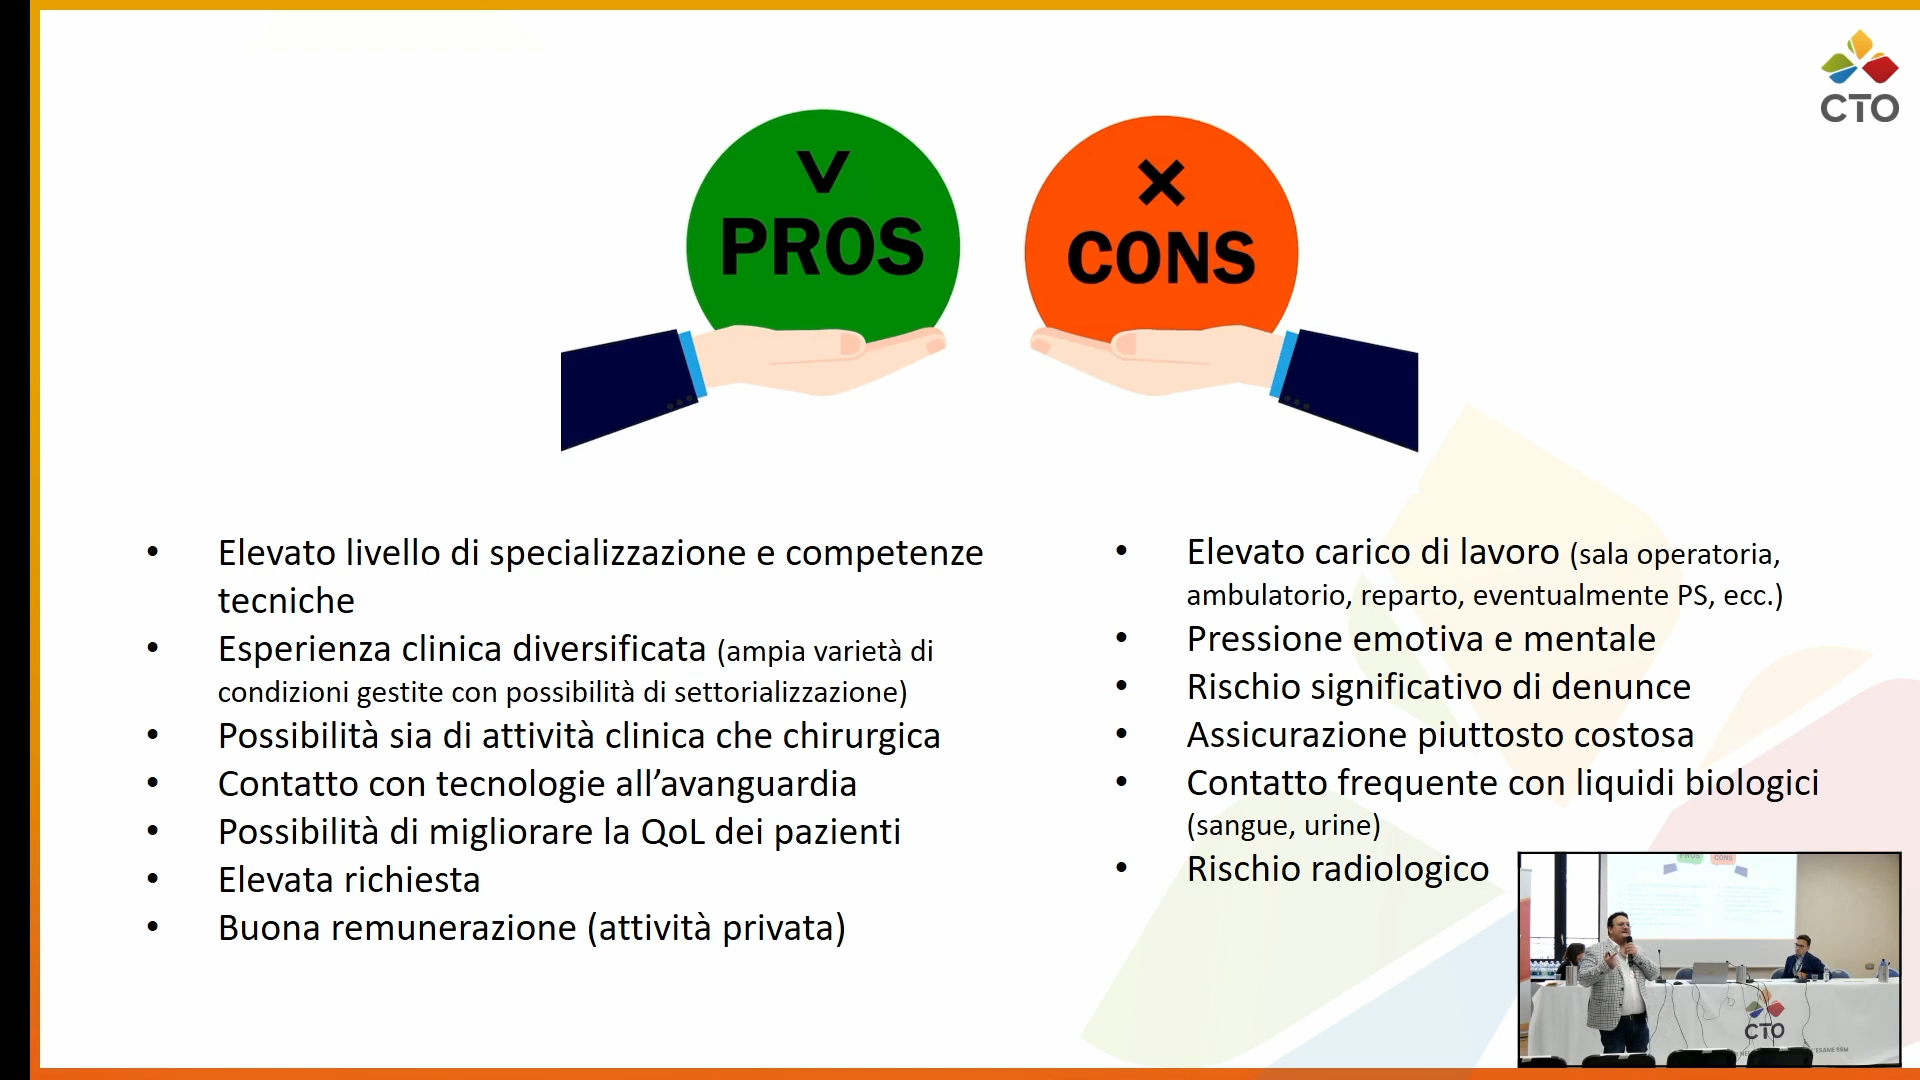 CTO
V
PROS
×
CONS
• Elevato livello di specializzazione e competenze
tecniche
• Esperienza clinica diversificata (ampia varietà di
condizioni gestite con possibilità di settorializzazione)
• Possibilità sia di attività clinica che chirurgica
• Contatto con tecnologie all’avanguardia
• Possibilità di migliorare la QoL dei pazienti
• Elevata richiesta
• Buona remunerazione (attività privata)
• Elevato carico di lavoro (sala operatoria,
ambulatorio, reparto, eventualmente PS, ecc.)
• Pressione emotiva e mentale
• Rischio significativo di denunce
• Assicurazione piuttosto costosa
• Contatto frequente con liquidi biologici
(sangue, urine)
• Rischio radiologico
PROS
CONS
CTO